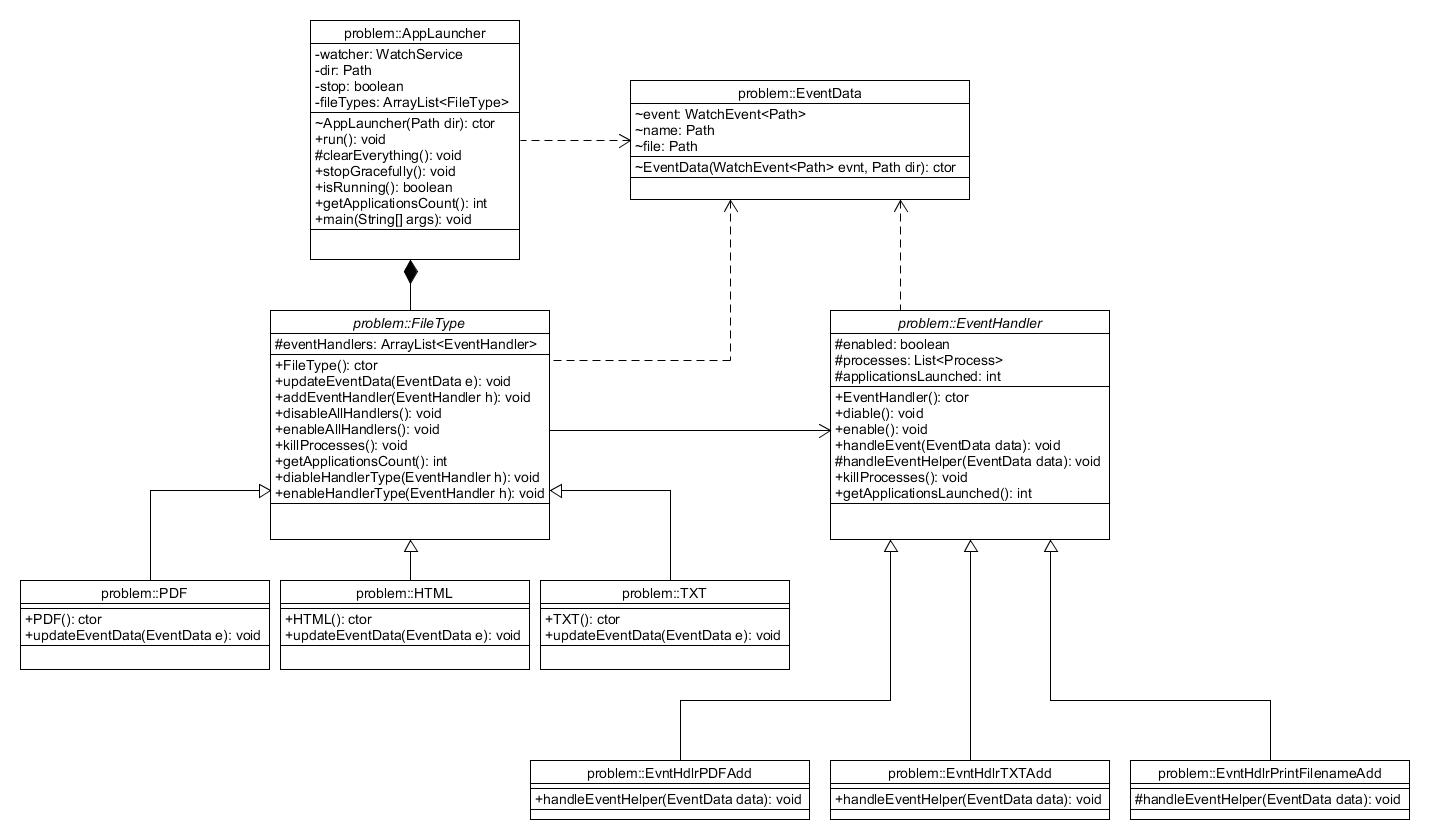 problem::AppLauncher
-watcher: WatchService
-dir: Path
-stop: boolean
-fileTypes: ArrayList<FileType>
~AppLauncher(Path dir): ctor
+run(): void
#clearEverything(): void
+stopGracefully(): void
+isRunning(): boolean
+getApplicationsCount(): int
+main(String[] args): void
problem::EventData
~event: WatchEvent<Path>
~name: Path
~file: Path
~EventData(WatchEvent<Path> evnt, Path dir): ctor
problem::FileType
#eventHandlers: ArrayList<EventHandler>
+FileType(): ctor
+updateEventData(EventData e): void
+addEventHandler(EventHandler h): void
+disableAllHandlers(): void
+enableAllHandlers(): void
+killProcesses(): void
+getApplicationsCount(): int
+diableHandlerType(EventHandler h): void
+enableHandlerType(EventHandler h): void
problem::EventHandler
#enabled: boolean
#processes: List<Process>
#applicationsLaunched: int
+EventHandler(): ctor
+diable(): void
+enable(): void
+handleEvent(EventData data): void
#handleEventHelper(EventData data): void
+killProcesses(): void
+getApplicationsLaunched(): int
problem::PDF
+PDF(): ctor
+updateEventData(EventData e): void
problem::HTML
+HTML(): ctor
+updateEventData(EventData e): void
problem::TXT
+TXT(): ctor
+updateEventData(EventData e): void
problem::EvntHdlrPDFAdd
+handleEventHelper(EventData data): void
problem::EvntHdlrTXTAdd
+handleEventHelper(EventData data): void
problem::EvntHdlrPrintFilenameAdd
#handleEventHelper(EventData data): void